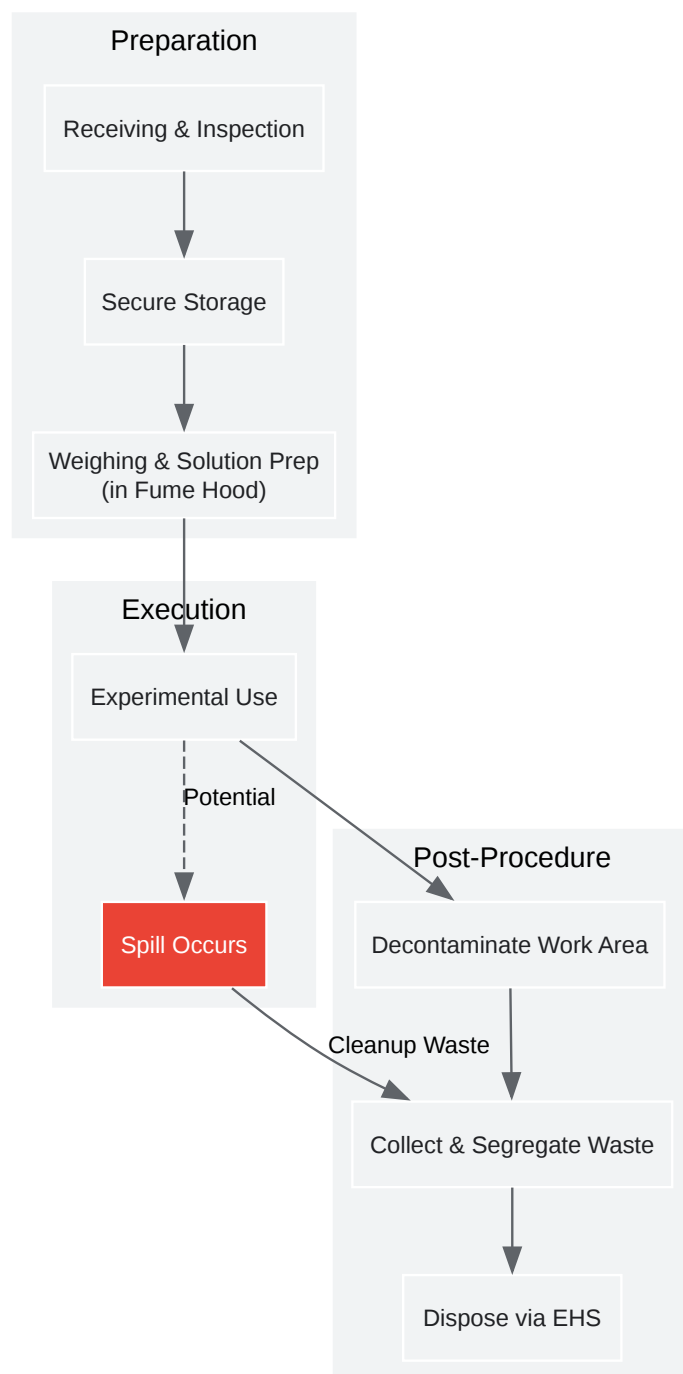 Preparation
Receiving & Inspection
Secure Storage
Weighing & Solution Prep
(in Fume Hood)
Execution
Experimental Use
Potential
Post-Procedure
Spill Occurs
Decontaminate Work Area
Cleanup Waste
Collect & Segregate Waste
Dispose via EHS